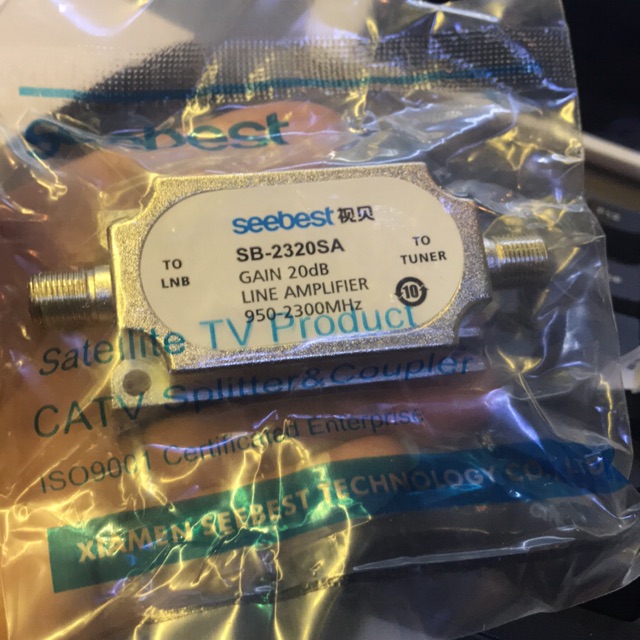 seebest
seebest 视贝
SB-2320SA
TO
LNB
GAIN 20dB
LINE AMPLIFIER
950-2300MHz
TO
TUNER
10
Satellite TV Product
CATV Splitter&Coupler
ISO9001 Certificated Enterprise
XIAMEN SEEBEST TECHNOLOGY CO., LTD